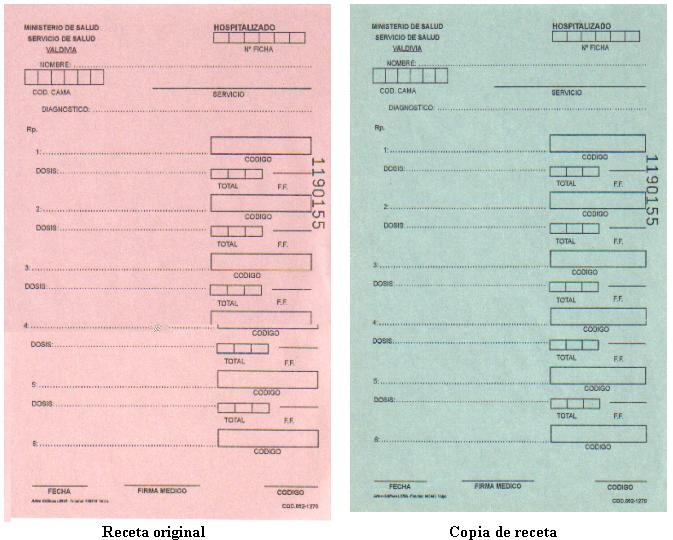 MINISTERIO DE SALUD
SERVICIO DE SALUD
VALDIVIA
HOSPITALIZADO
Nº FICHA
NOMBRE:
COD. CAMA
SERVICIO
DIAGNOSTICO:
Rp.
1:
CODIGO
DOSIS:
TOTAL
F.F.
2:
CODIGO
DOSIS:
TOTAL
F.F.
3:
CODIGO
DOSIS:
TOTAL
F.F.
4:
CODIGO
DOSIS:
TOTAL
F.F.
5:
CODIGO
DOSIS:
TOTAL
F.F.
6:
CODIGO
1190155
FECHA
FIRMA MEDICO
CODIGO
COD.862-1270
Receta original
MINISTERIO DE SALUD
SERVICIO DE SALUD
VALDIVIA
HOSPITALIZADO
Nº FICHA
NOMBRE:
COD. CAMA
SERVICIO
DIAGNOSTICO:
Rp.
1:
CODIGO
DOSIS:
TOTAL
F.F.
2:
CODIGO
DOSIS:
TOTAL
F.F.
3:
CODIGO
DOSIS:
TOTAL
F.F.
4:
CODIGO
DOSIS:
TOTAL
F.F.
5:
CODIGO
DOSIS:
TOTAL
F.F.
6:
CODIGO
1190155
FECHA
FIRMA MEDICO
CODIGO
COD.862-1270
Copia de receta